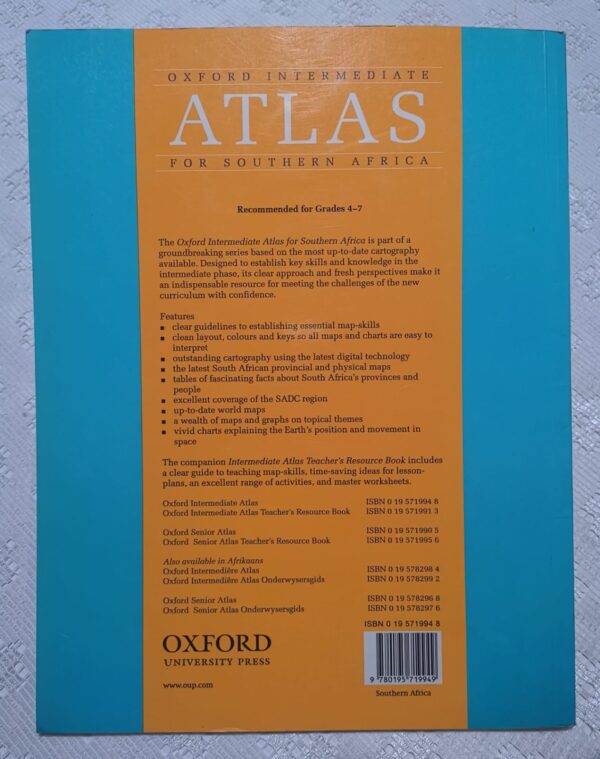 OXFORD INTERMEDIATE
ATLAS
FOR SOUTHERN AFRICA
Recommended for Grades 4–7
The Oxford Intermediate Atlas for Southern Africa is part of a
groundbreaking series based on the most up-to-date cartography
available. Designed to establish key skills and knowledge in the
intermediate phase, its clear approach and fresh perspectives make it
an indispensable resource for meeting the challenges of the new
curriculum with confidence.
Features
▪ clear guidelines to establishing essential map-skills
▪ clean layout, colours and keys so all maps and charts are easy to
interpret
▪ outstanding cartography using the latest digital technology
▪ the latest South African provincial and physical maps
▪ tables of fascinating facts about South Africa's provinces and
people
▪ excellent coverage of the SADC region
▪ up-to-date world maps
▪ a wealth of maps and graphs on topical themes
▪ vivid charts explaining the Earth's position and movement in
space
The companion Intermediate Atlas Teacher's Resource Book includes
a clear guide to teaching map-skills, time-saving ideas for lesson-
plans, an excellent range of activities, and master worksheets.
Oxford Intermediate Atlas ISBN 0 19 571994 8
Oxford Intermediate Atlas Teacher's Resource Book ISBN 0 19 571991 3
Oxford Senior Atlas ISBN 0 19 571990 5
Oxford Senior Atlas Teacher's Resource Book ISBN 0 19 571995 6
Also available in Afrikaans
Oxford Intermediêre Atlas ISBN 0 19 578298 4
Oxford Intermediêre Atlas Onderwysersgids ISBN 0 19 578299 2
Oxford Senior Atlas ISBN 0 19 578296 8
Oxford Senior Atlas Onderwysersgids ISBN 0 19 578297 6
ISBN 0 19 571994 8
OXFORD
UNIVERSITY PRESS
9 780195 719949
www.oup.com
Southern Africa